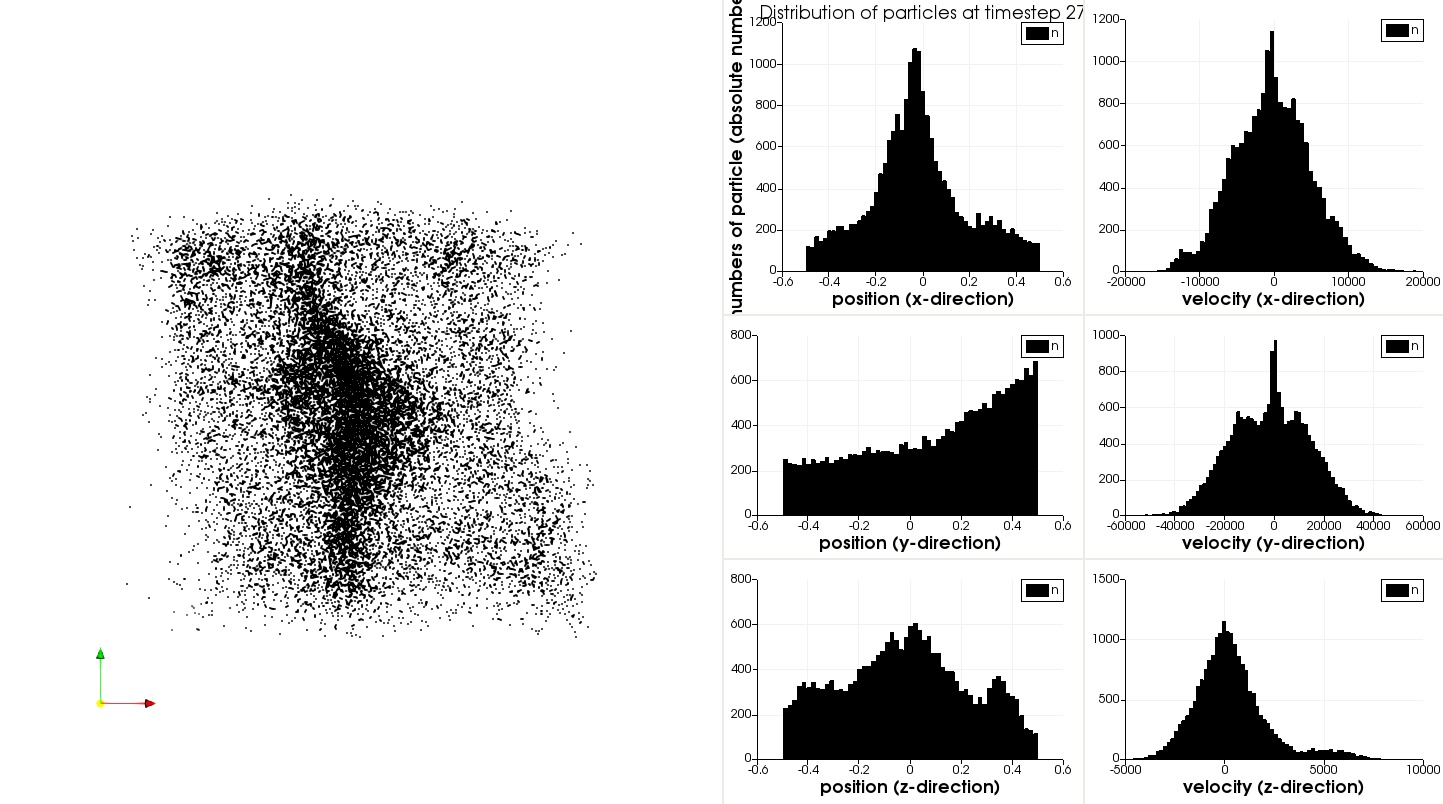 Distribution of particles at timestep 27
numbers of particle (absolute numbe
1200
1000
800
600
400
200
0
-0.6 -0.4 -0.2 0 0.2 0.4 0.6
position (x-direction)
n
1200
1000
800
600
400
200
0
-20000 -10000 0 10000 20000
velocity (x-direction)
n
800
600
400
200
0
-0.6 -0.4 -0.2 0 0.2 0.4 0.6
position (y-direction)
n
1000
800
600
400
200
0
-60000 -40000 -20000 0 20000 40000 60000
velocity (y-direction)
n
800
600
400
200
0
-0.6 -0.4 -0.2 0 0.2 0.4 0.6
position (z-direction)
n
1500
1000
500
0
-5000 0 5000 10000
velocity (z-direction)
n